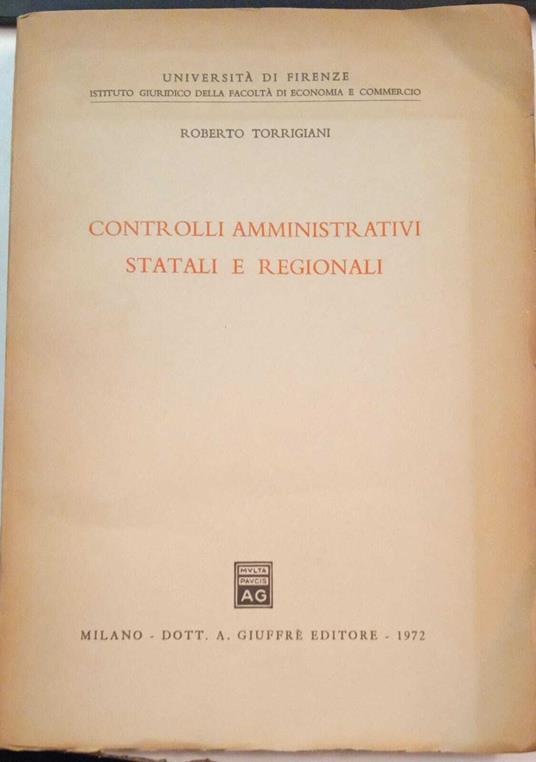 UNIVERSITÀ DI FIRENZE
ISTITUTO GIURIDICO DELLA FACOLTÀ DI ECONOMIA E COMMERCIO
ROBERTO TORRIGIANI
CONTROLLI AMMINISTRATIVI
STATALI E REGIONALI
MVLTA
PAVCIS
AG
MILANO - DOTT. A. GIUFFRÈ EDITORE - 1972